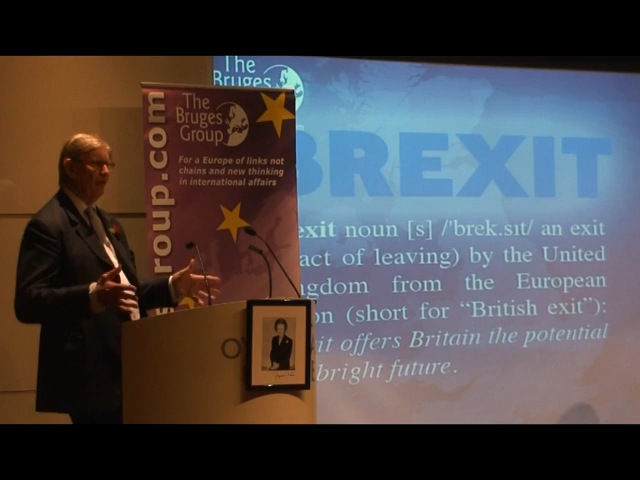 The
Bruges
BREXIT
exit noun [s] /'brek.sɪt/ an exit
act of leaving) by the United
ngdom from the European
on (short for “British exit”):
it offers Britain the potential
bright future.
The
Bruges
Group
For a Europe of links not
chains and new thinking
in international affairs
roup.com